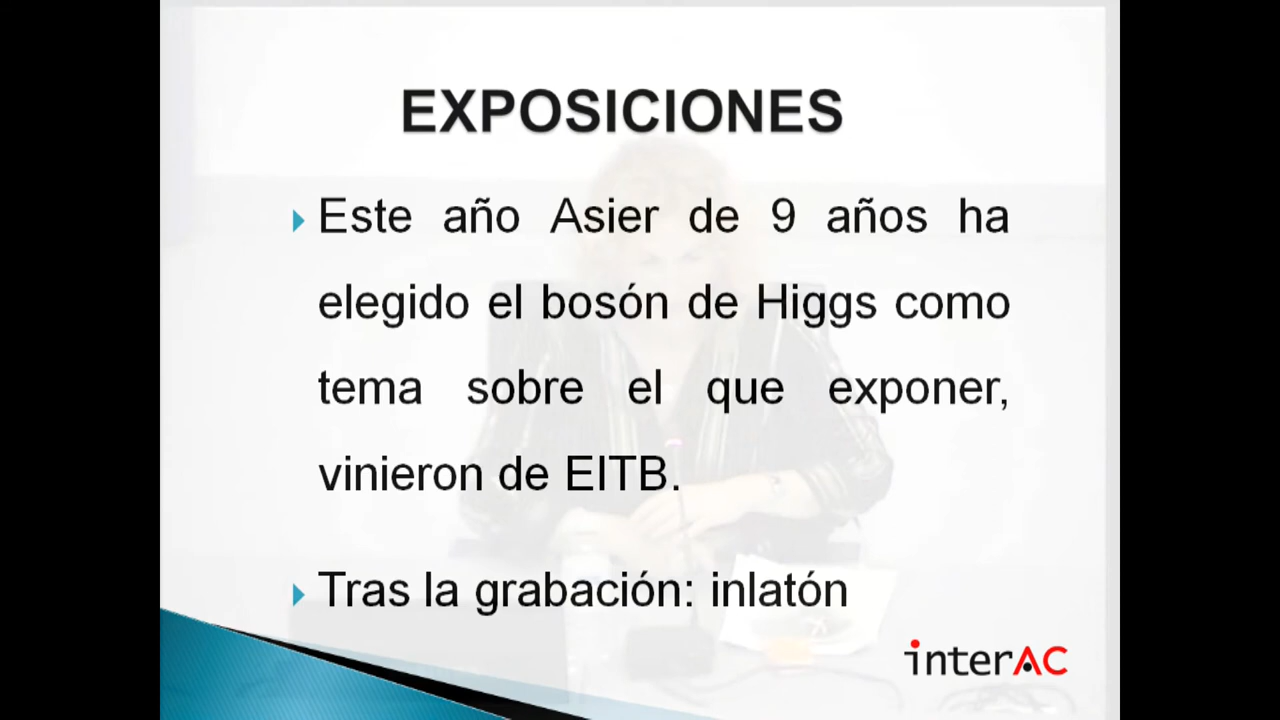 EXPOSICIONES
Este año Asier de 9 años ha
elegido el bosón de Higgs como
tema sobre el que exponer,
vinieron de EITB.
Tras la grabación: inlatón
interAC